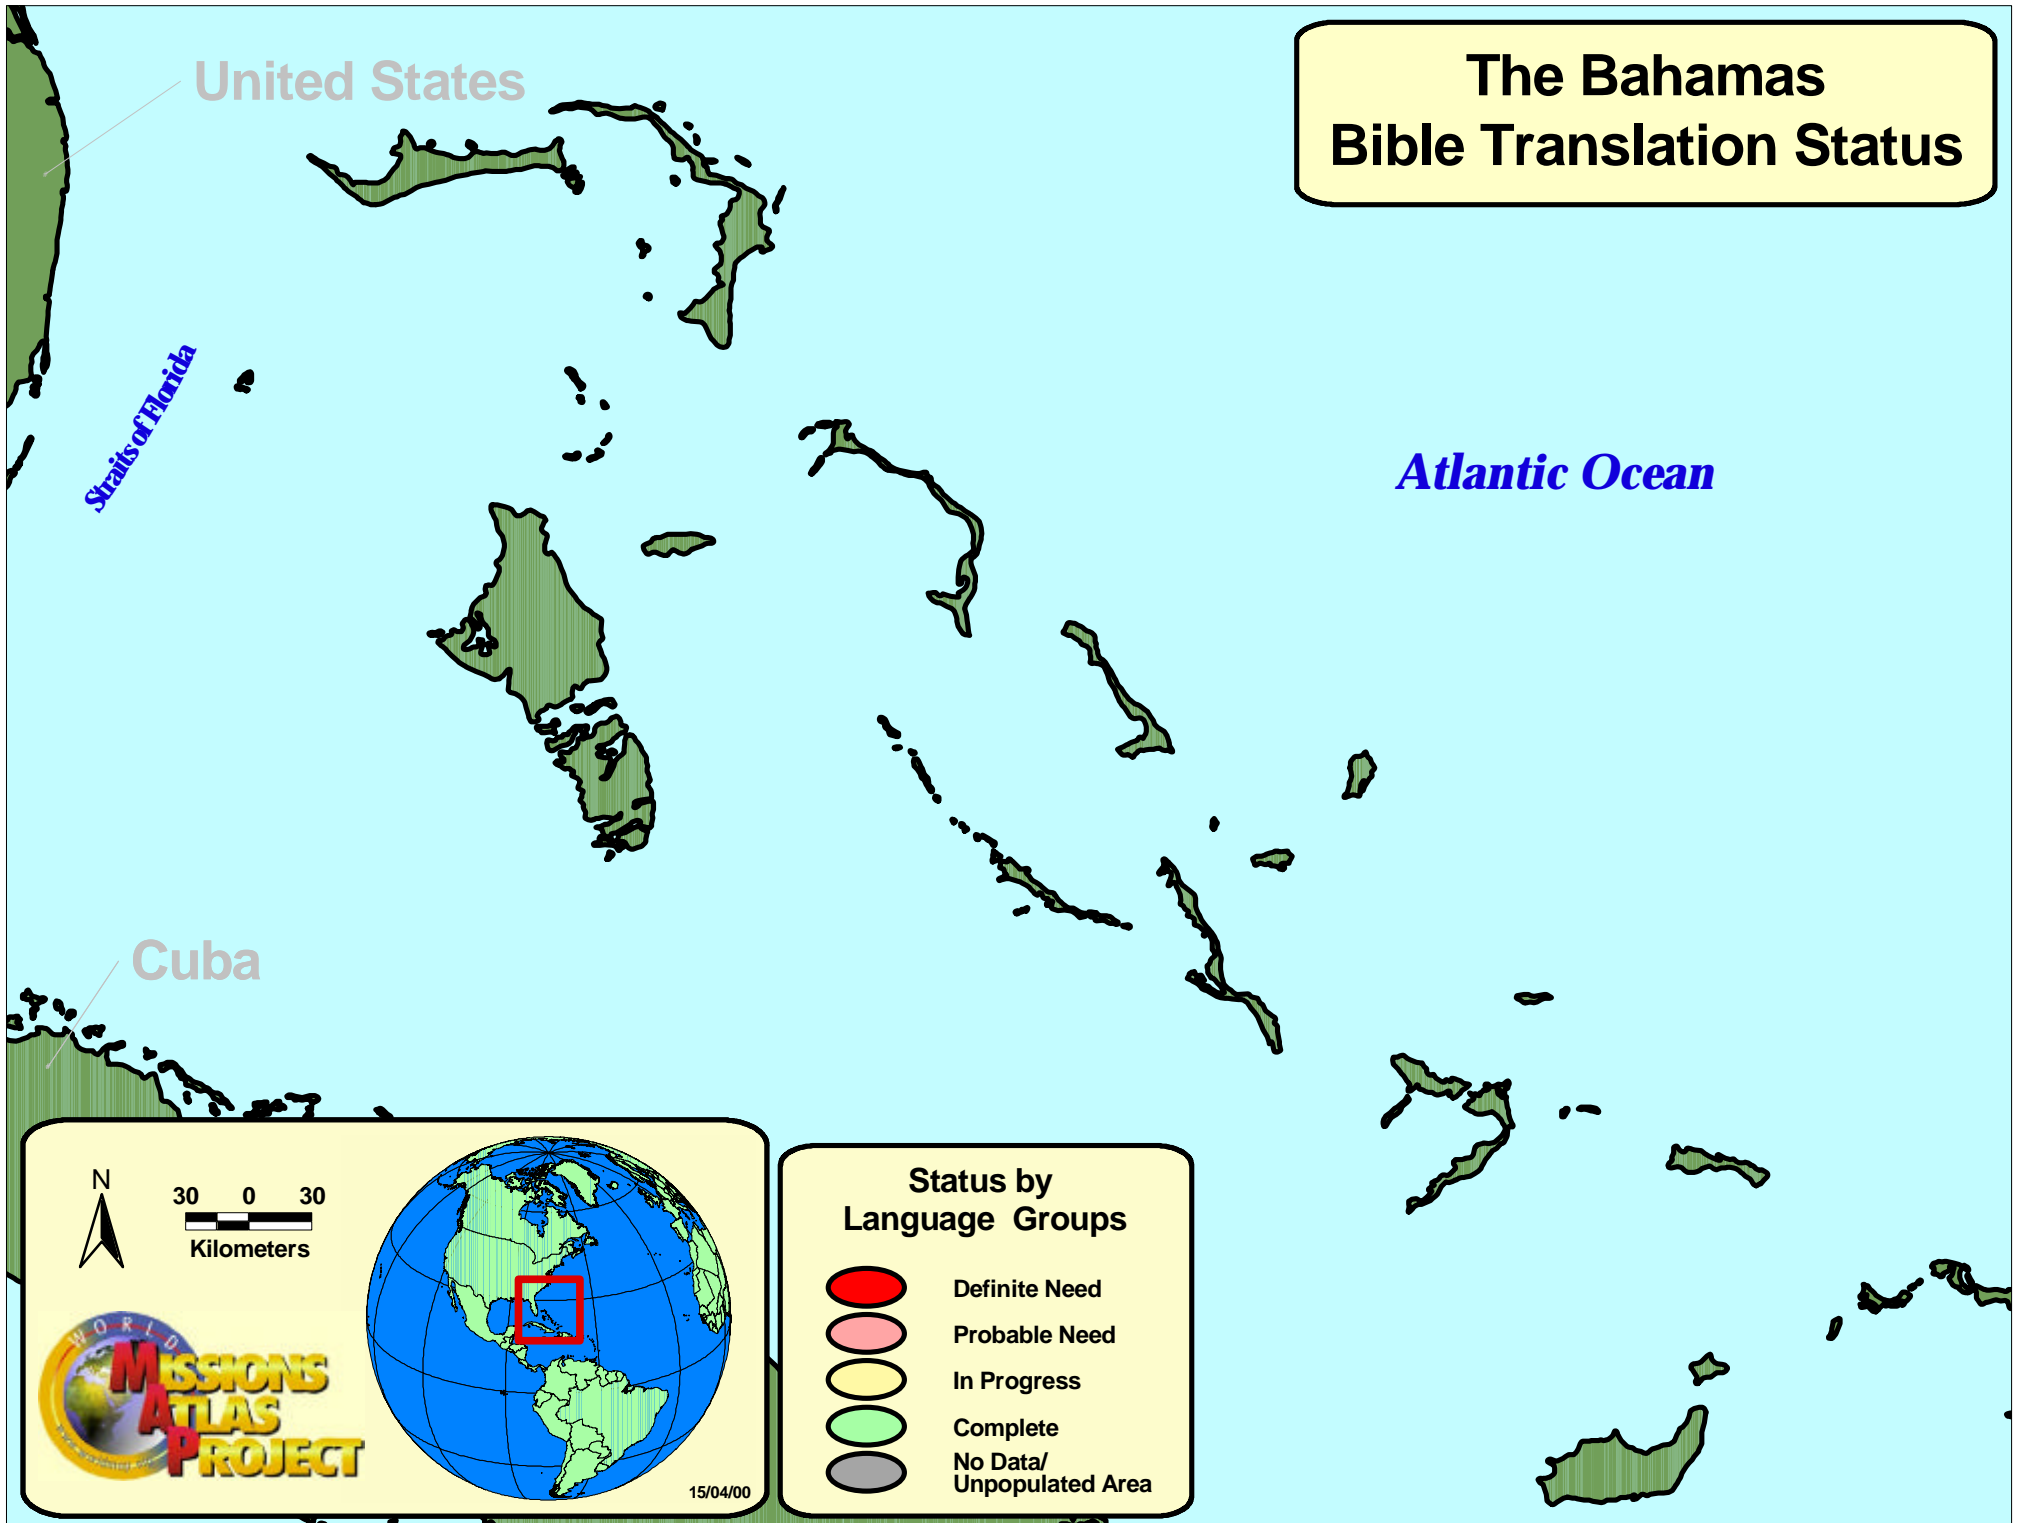 The Bahamas
Bible Translation Status
United States
Straits of Florida
Atlantic Ocean
Cuba
N
30 0 30
Kilometers
WORLD
MISSIONS
ATLAS
PROJECT
15/04/00
Status by
Language Groups
Definite Need
Probable Need
In Progress
Complete
No Data/
Unpopulated Area